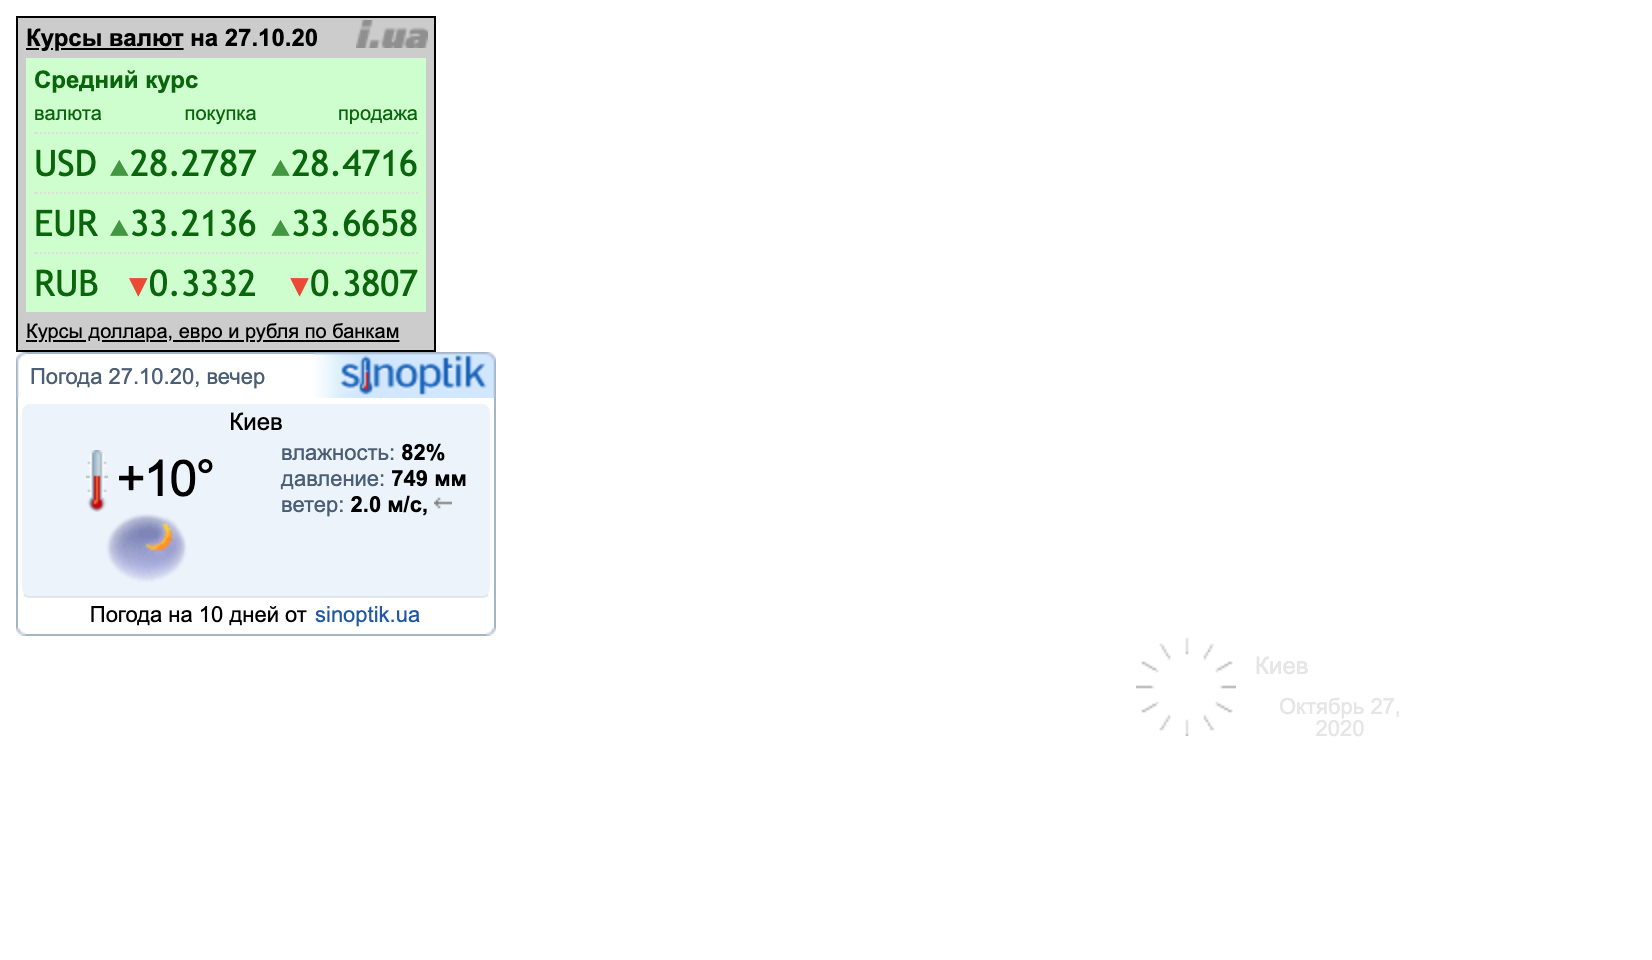 Курсы валют на 27.10.20 i.ua
Средний курс
валюта покупка продажа
USD ▲28.2787 ▲28.4716
EUR ▲33.2136 ▲33.6658
RUB ▼0.3332 ▼0.3807
Курсы доллара, евро и рубля по банкам
Погода 27.10.20, вечер sinoptik
Киев
+10°
влажность: 82%
давление: 749 мм
ветер: 2.0 м/с, ←
Погода на 10 дней от sinoptik.ua
Киев
Октябрь 27,
2020